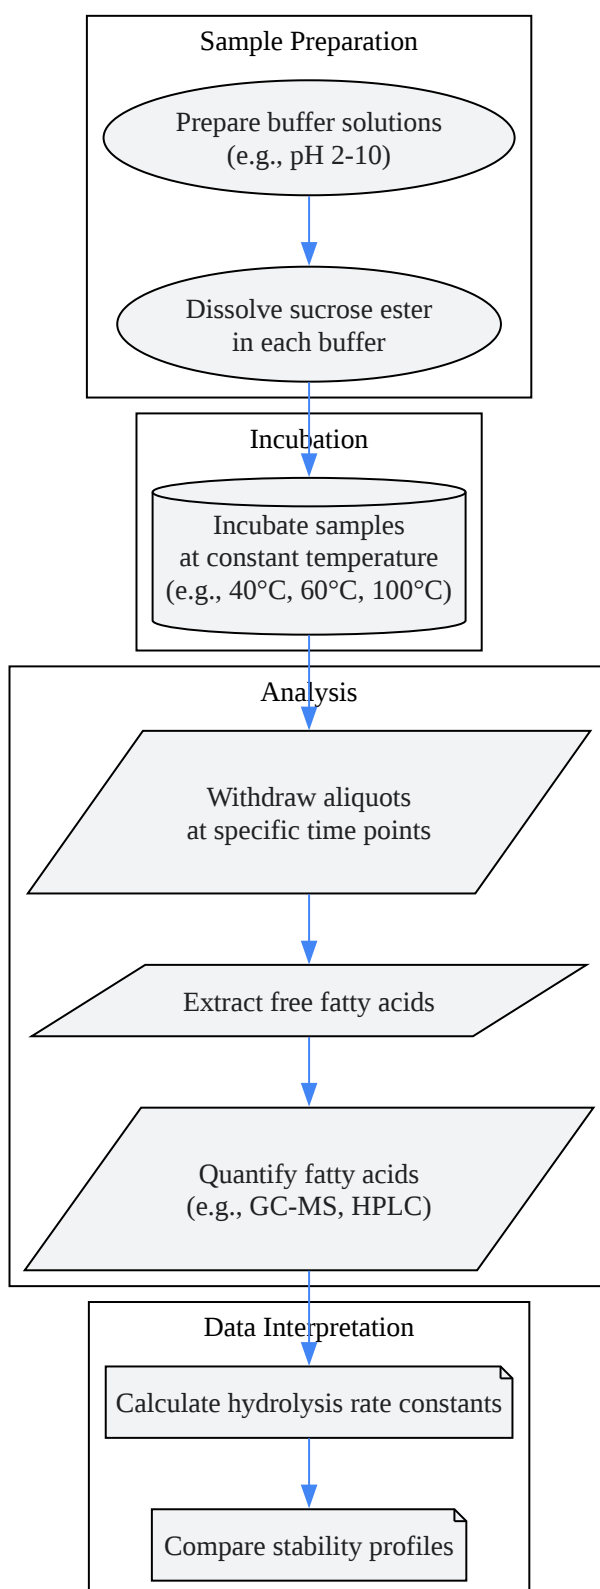 Sample Preparation
Prepare buffer solutions
(e.g., pH 2-10)
Dissolve sucrose ester
in each buffer
Incubation
Incubate samples
at constant temperature
(e.g., 40°C, 60°C, 100°C)
Analysis
Withdraw aliquots
at specific time points
Extract free fatty acids
Quantify fatty acids
(e.g., GC-MS, HPLC)
Data Interpretation
Calculate hydrolysis rate constants
Compare stability profiles